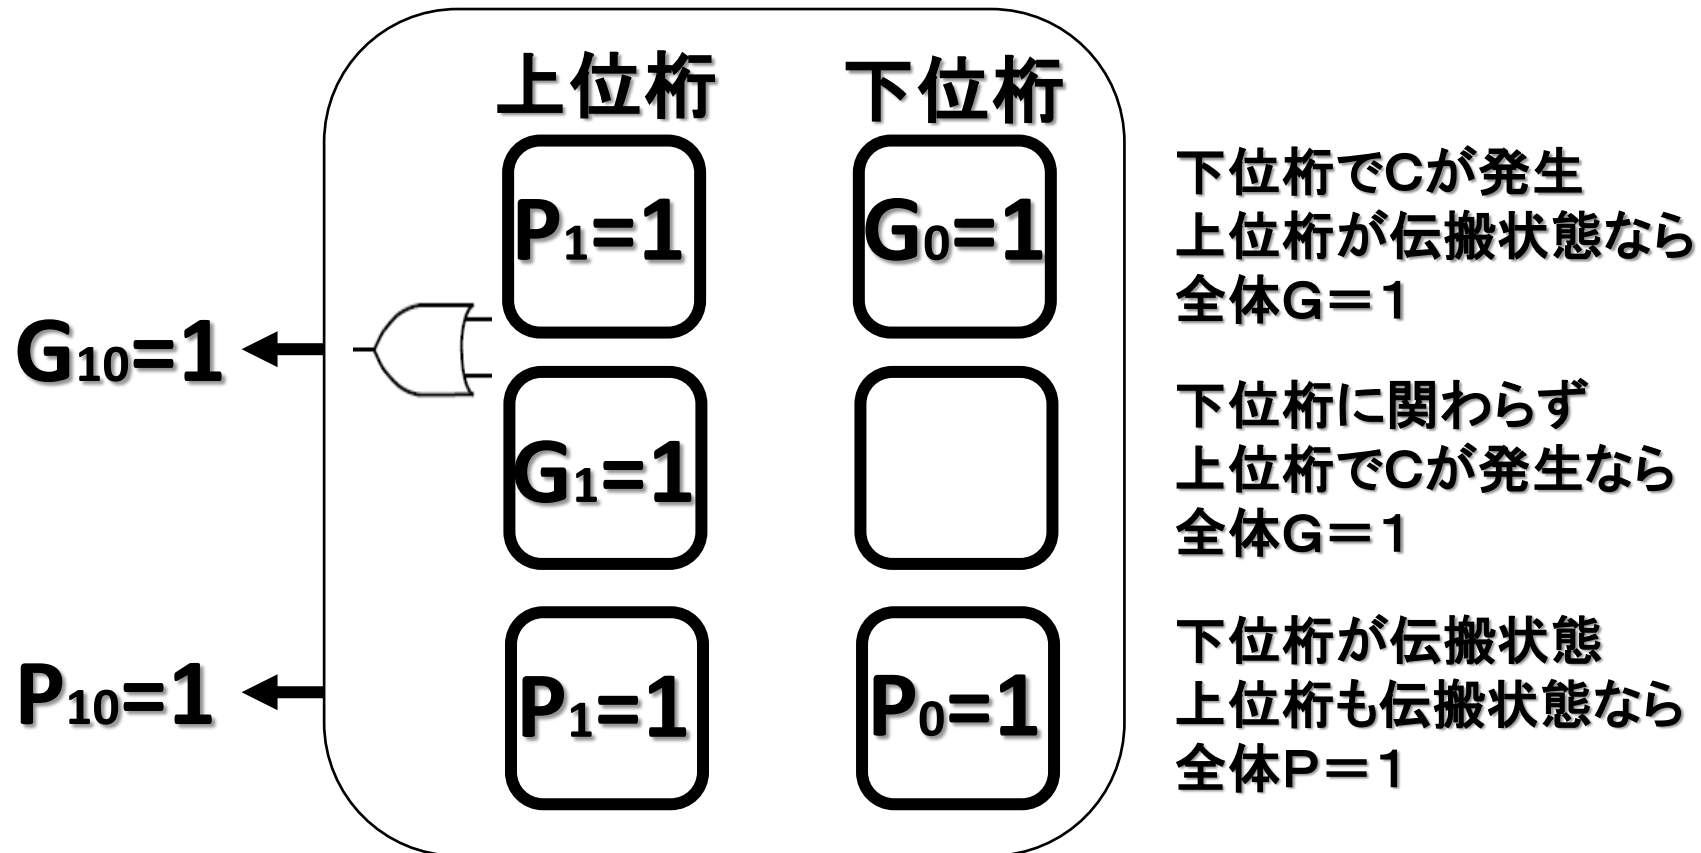 上位桁 下位桁
P1=1 G0=1
下位桁でCが発生
上位桁が伝搬状態なら
全体G=1
G10=1
G1=1
下位桁に関わらず
上位桁でCが発生なら
全体G=1
P10=1
P1=1 P0=1
下位桁が伝搬状態
上位桁も伝搬状態なら
全体P=1